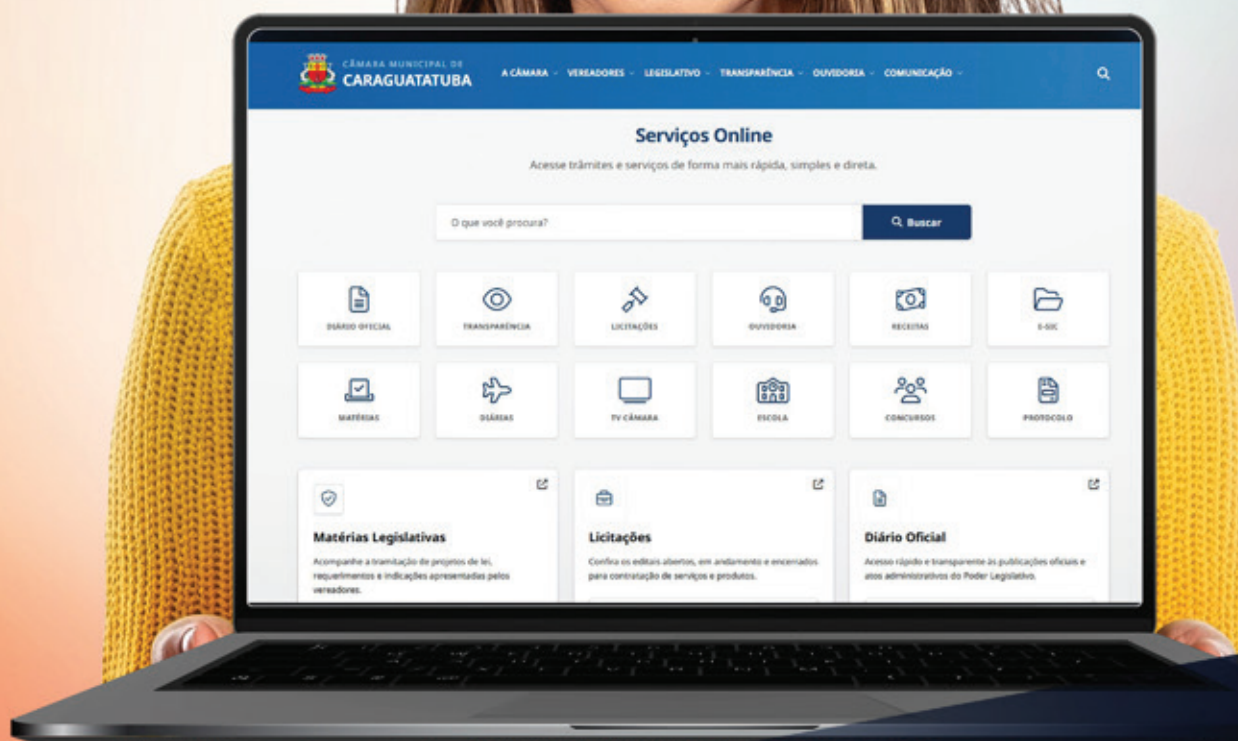 CÂMARA MUNICIPAL DE
CARAGUATATUBA
A CÂMARA VEREADORES LEGISLATIVO TRANSPARÊNCIA OUVIDORIA COMUNICAÇÃO
Serviços Online
Acesse trâmites e serviços de forma mais rápida, simples e direta.
O que você procura?
Buscar
DIÁRIO OFICIAL
TRANSPARÊNCIA
LICITAÇÕES
OUVIDORIA
RECEITAS
E-SIC
MATÉRIAS
DIÁRIAS
TV CÂMARA
ESCOLA
CONCURSOS
PROTOCOLO
Matérias Legislativas
Acompanhe a tramitação de projetos de lei,
requerimentos e indicações apresentadas pelos
vereadores.
Licitações
Confira os editais abertos, em andamento e encerrados
para contratação de serviços e produtos.
Diário Oficial
Acesso rápido e transparente às publicações oficiais e
atos administrativos do Poder Legislativo.